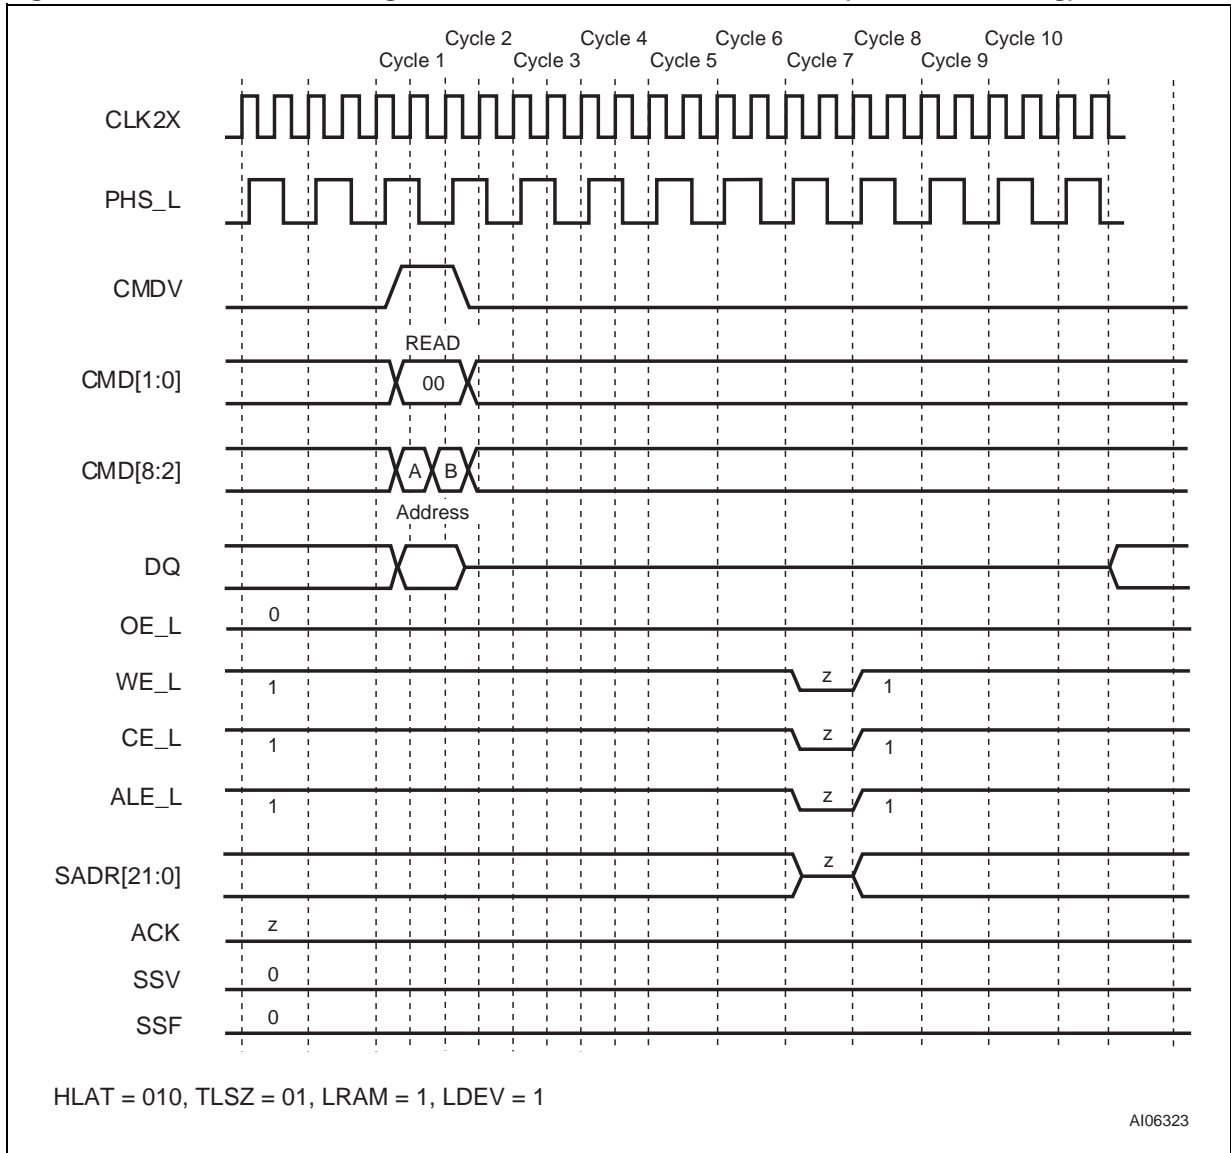 Cycle 2 Cycle 4 Cycle 6 Cycle 8 Cycle 10
Cycle 1 Cycle 3 Cycle 5 Cycle 7 Cycle 9
CLK2X
PHS_L
CMDV
READ
CMD[1:0] 00
CMD[8:2] A B
Address
DQ
OE_L 0
WE_L 1 z 1
CE_L 1 z 1
ALE_L 1 z 1
SADR[21:0] z
ACK z
SSV 0
SSF 0
HLAT = 010, TLSZ = 01, LRAM = 1, LDEV = 1
AI06323